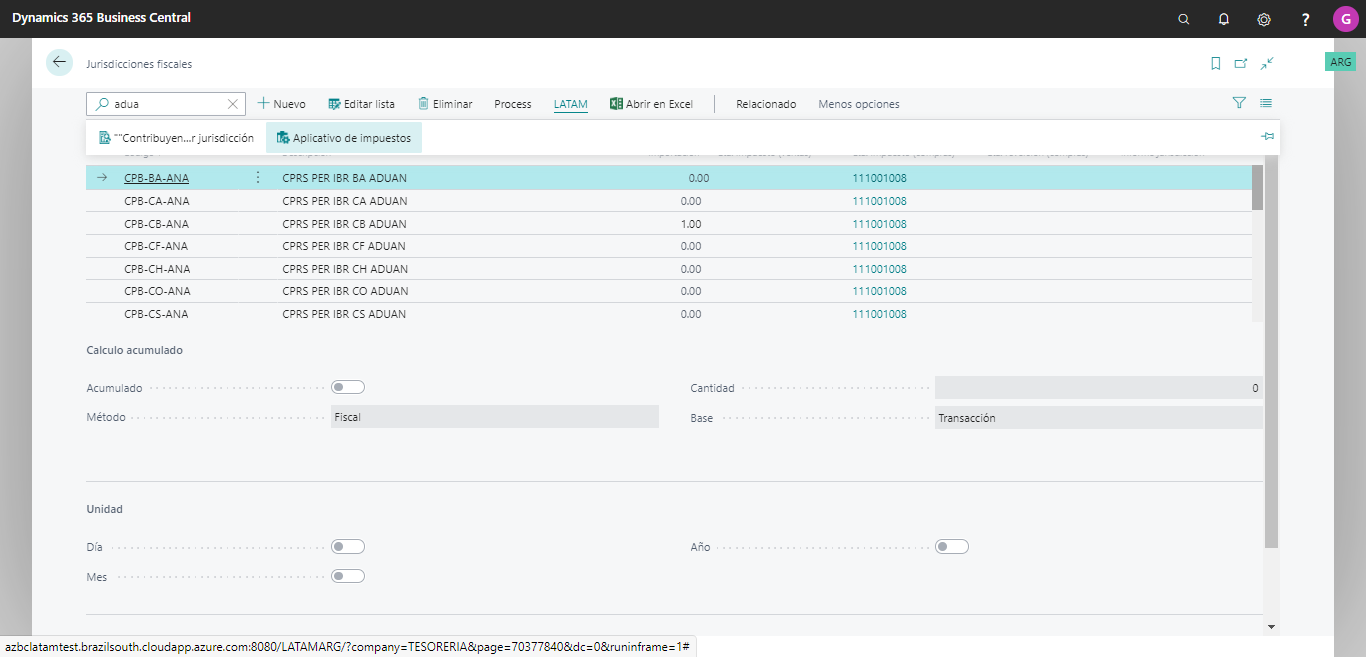 Dynamics 365 Business Central
G
Jurisdicciones fiscales
ARG
adua
Nuevo
Editar lista
Eliminar
Process
LATAM
Abrir en Excel
Relacionado
Menos opciones
""Contribuyen...r jurisdicción
Aplicativo de impuestos
CPB-BA-ANA CPRS PER IBR BA ADUAN 0.00 111001008
CPB-CA-ANA CPRS PER IBR CA ADUAN 0.00 111001008
CPB-CB-ANA CPRS PER IBR CB ADUAN 1.00 111001008
CPB-CF-ANA CPRS PER IBR CF ADUAN 0.00 111001008
CPB-CH-ANA CPRS PER IBR CH ADUAN 0.00 111001008
CPB-CO-ANA CPRS PER IBR CO ADUAN 0.00 111001008
CPB-CS-ANA CPRS PER IBR CS ADUAN 0.00 111001008
Calculo acumulado
Acumulado
Cantidad 0
Método Fiscal
Base Transacción
Unidad
Día
Año
Mes
azbclatamtest.brazilsouth.cloudapp.azure.com:8080/LATAMARG/?company=TESORERIA&page=70377840&dc=0&runinframe=1#